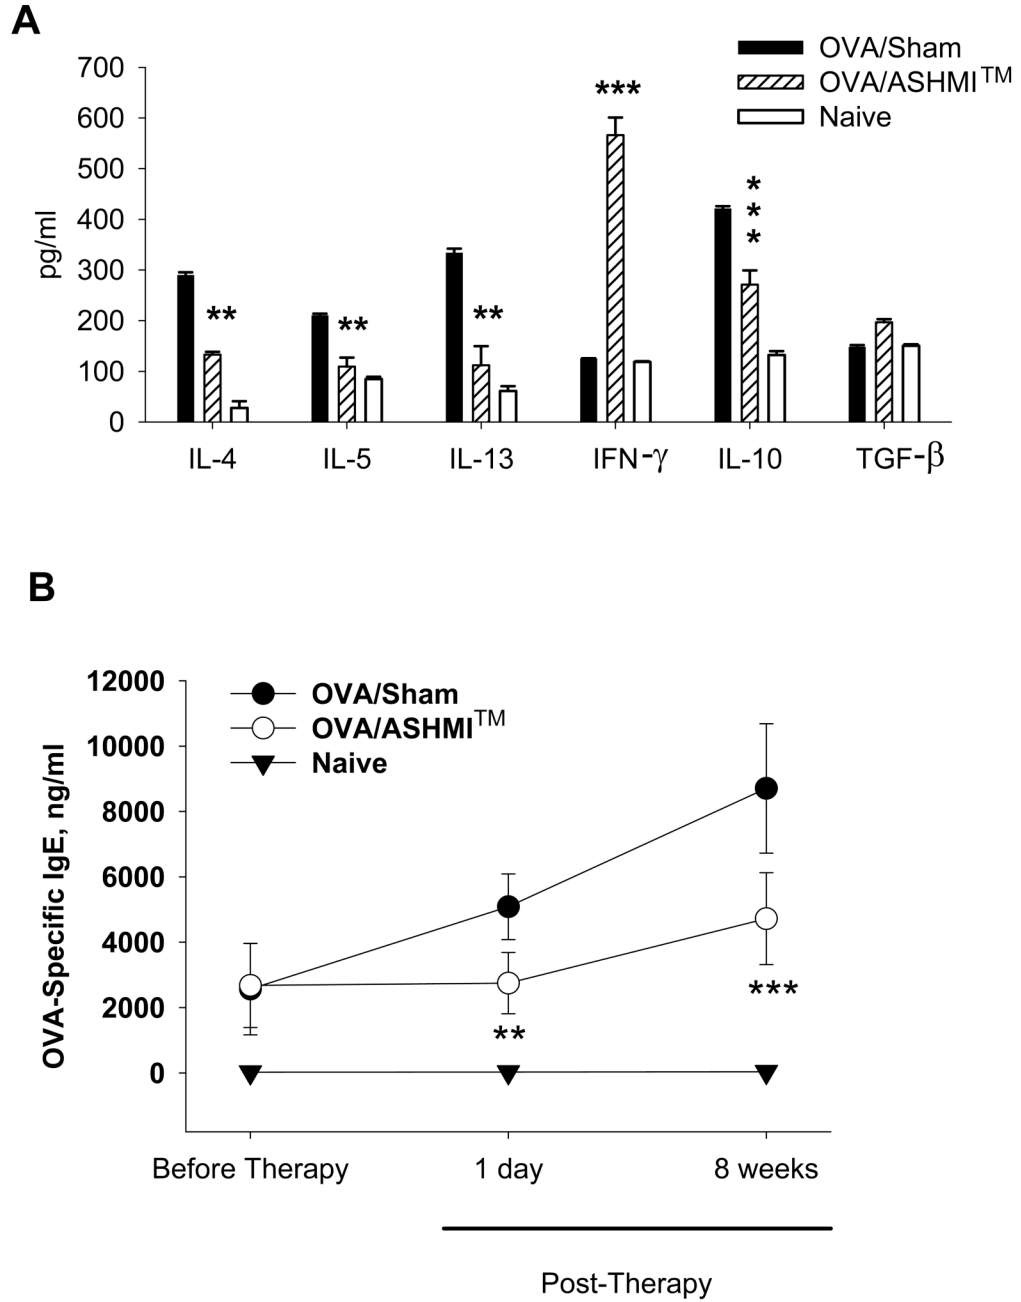 A
OVA/Sham
OVA/ASHMI™
Naive
700
600
500
400
300
200
100
0
pg/ml
***
**
**
**
*
*
*
IL-4
IL-5
IL-13
IFN-γ
IL-10
TGF-β
B
OVA/Sham
OVA/ASHMI™
Naive
12000
10000
8000
6000
4000
2000
0
OVA-Specific IgE, ng/ml
**
***
Before Therapy
1 day
8 weeks
Post-Therapy